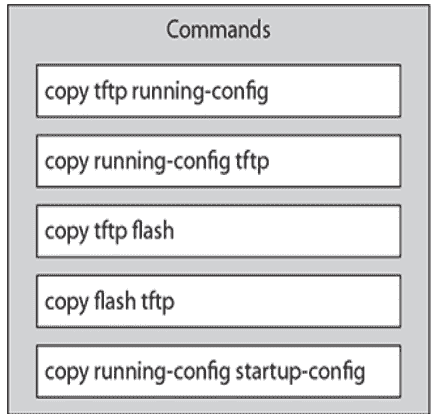 Commands
copy tftp running-config
copy running-config tftp
copy tftp flash
copy flash tftp
copy running-config startup-config